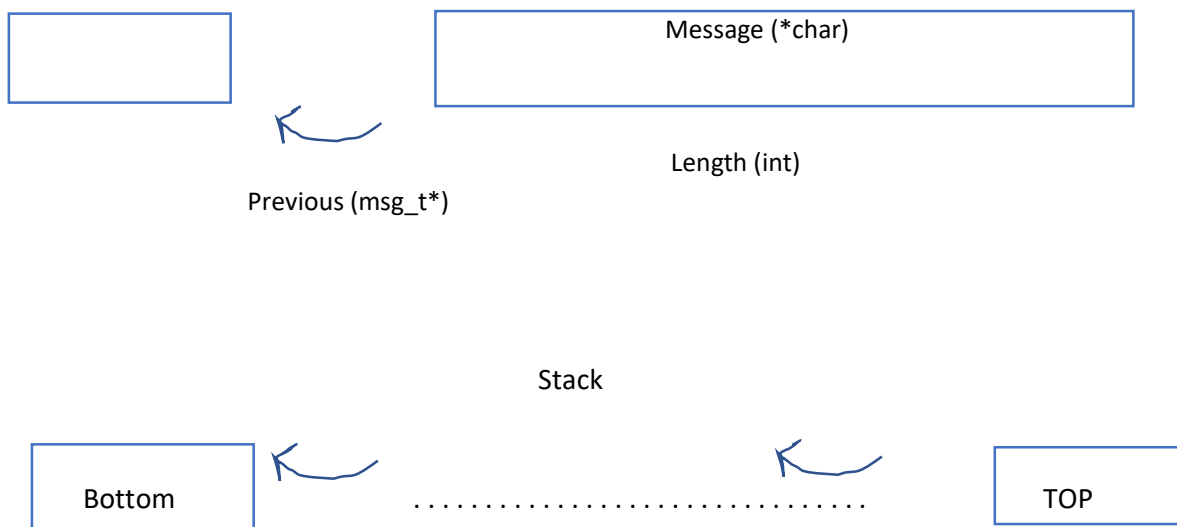 Message (*char)
Length (int)
Previous (msg_t*)
Stack
Bottom
. . . . . . . . . . . . . . . . . . . . . . . . . . . . . . . .
TOP